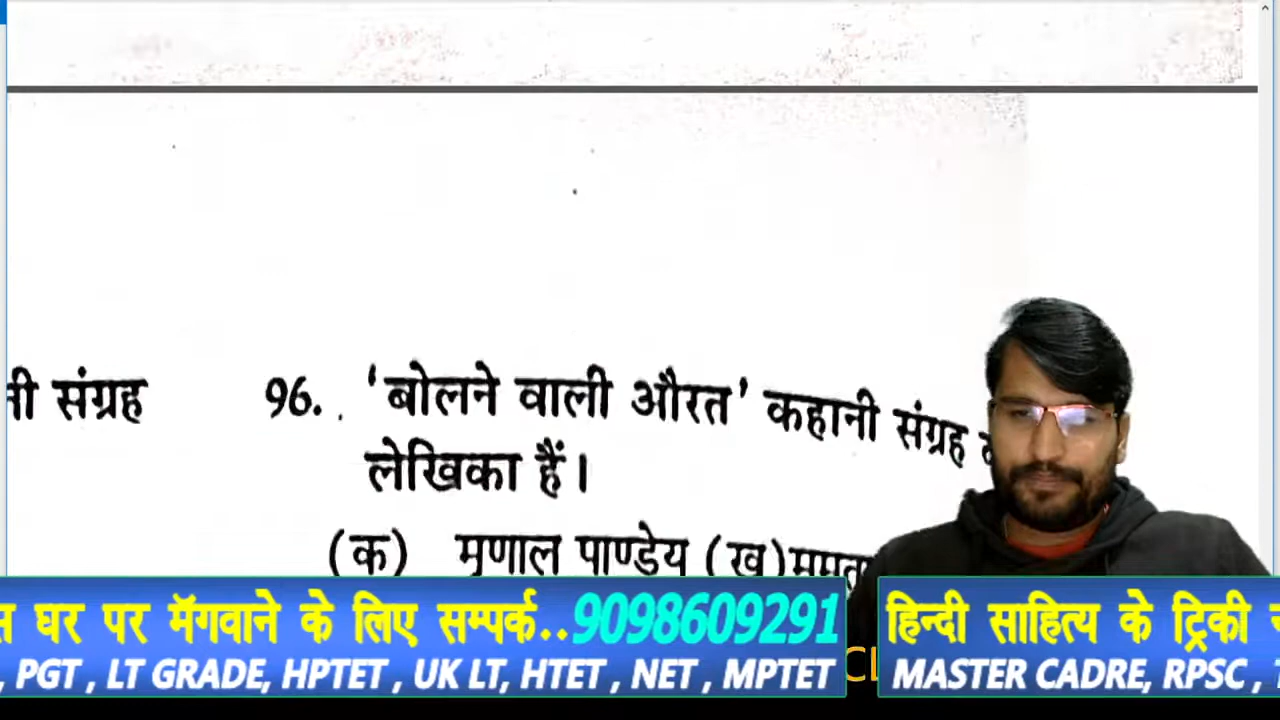 संग्रह
96. 'बोलने वाली औरत' कहानी संग्रह
लेखिका हैं।
(क) मृणाल पाण्डेय (ख)
घर पर मॅगवाने के लिए सम्पर्क..9098609291
हिन्दी साहित्य के ट्रिकी
, PGT , LT GRADE, HPTET , UK LT, HTET , NET , MPTET
MASTER CADRE, RPSC ,